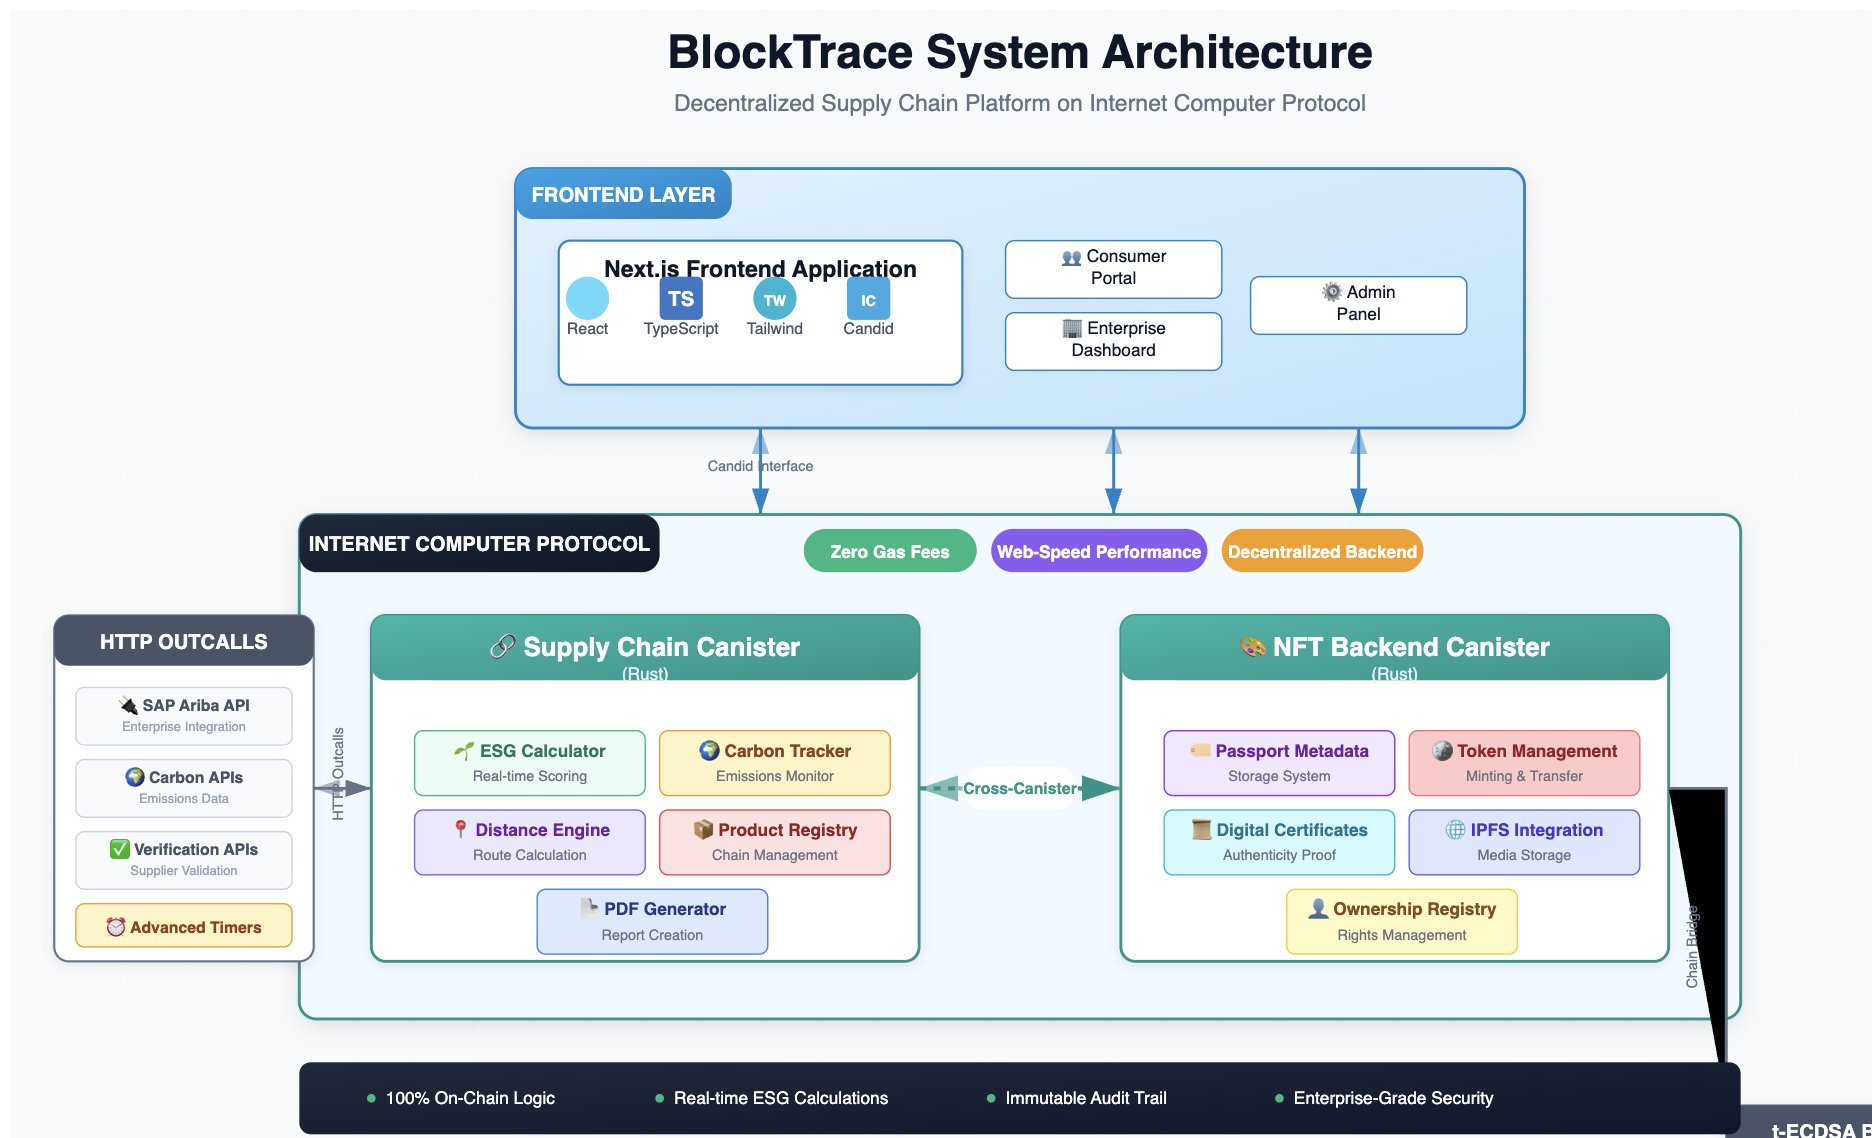 BlockTrace System Architecture
Decentralized Supply Chain Platform on Internet Computer Protocol
FRONTEND LAYER
Next.js Frontend Application
TS
TW
IC
React
TypeScript
Tailwind
Candid
Consumer
Portal
Enterprise
Dashboard
Admin
Panel
Candid Interface
INTERNET COMPUTER PROTOCOL
Zero Gas Fees
Web-Speed Performance
Decentralized Backend
HTTP OUTCALLS
SAP Ariba API
Enterprise Integration
Carbon APIs
Emissions Data
Verification APIs
Supplier Validation
Advanced Timers
HTTP Outcalls
Supply Chain Canister
(Rust)
ESG Calculator
Real-time Scoring
Carbon Tracker
Emissions Monitor
Distance Engine
Route Calculation
Product Registry
Chain Management
PDF Generator
Report Creation
Cross-Canister
NFT Backend Canister
(Rust)
Passport Metadata
Storage System
Token Management
Minting & Transfer
Digital Certificates
Authenticity Proof
IPFS Integration
Media Storage
Ownership Registry
Rights Management
Chain Bridge
100% On-Chain Logic
Real-time ESG Calculations
Immutable Audit Trail
Enterprise-Grade Security
t-ECDSA